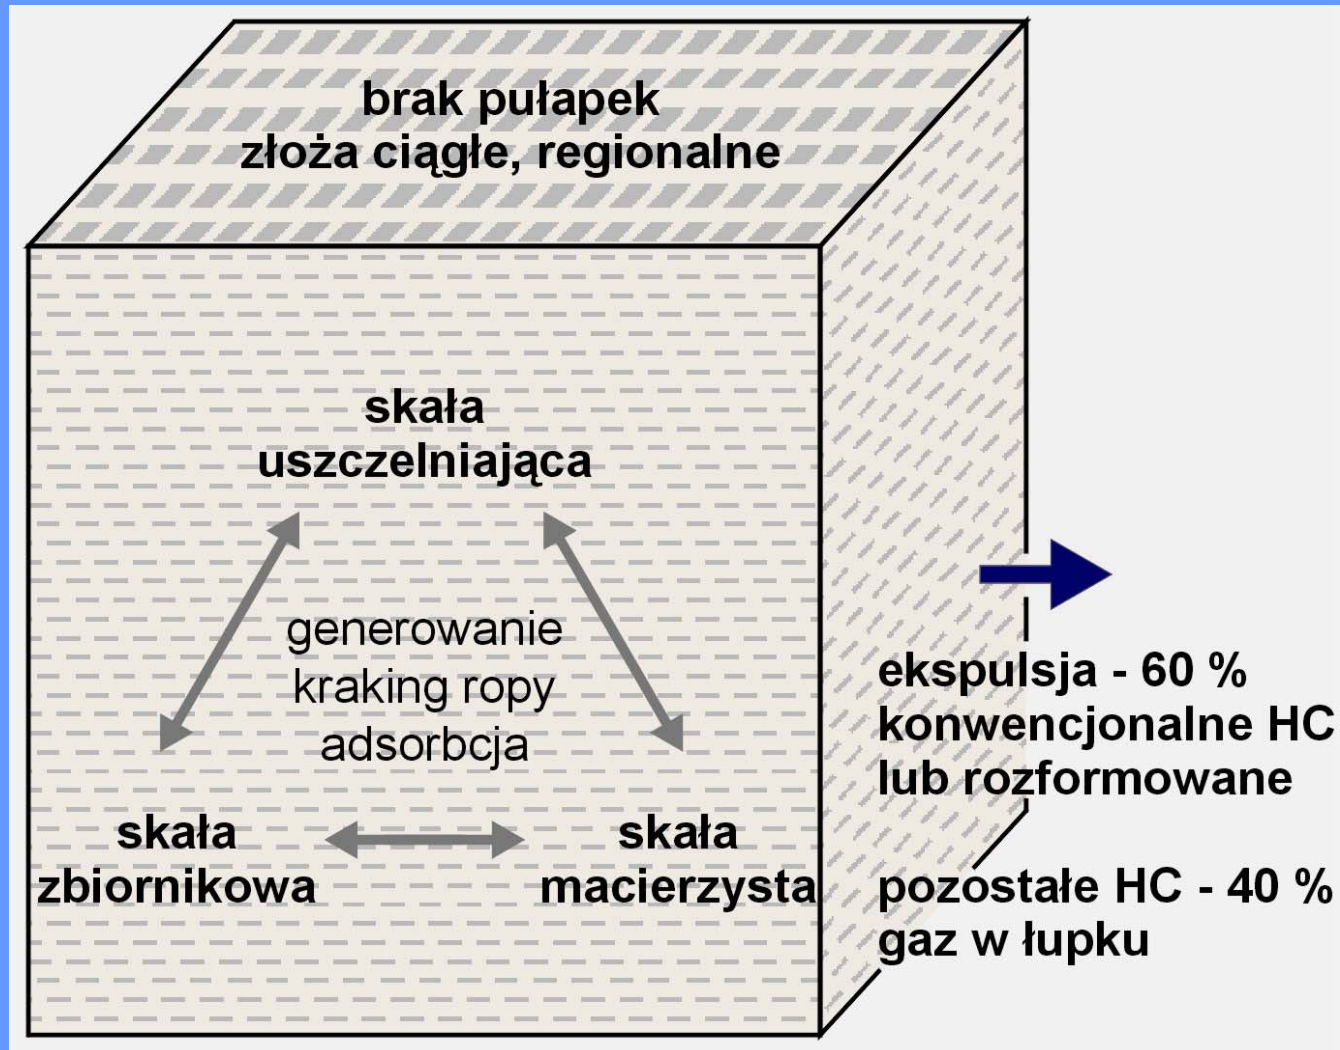 brak pułapek
złoża ciągłe, regionalne
skała
uszczelniająca
generowanie
kraking ropy
adsorbcja
skała
zbiornikowa
skała
macierzysta
ekspulsja - 60 %
konwencjonalne HC
lub rozformowane
pozostałe HC - 40 %
gaz w łupku